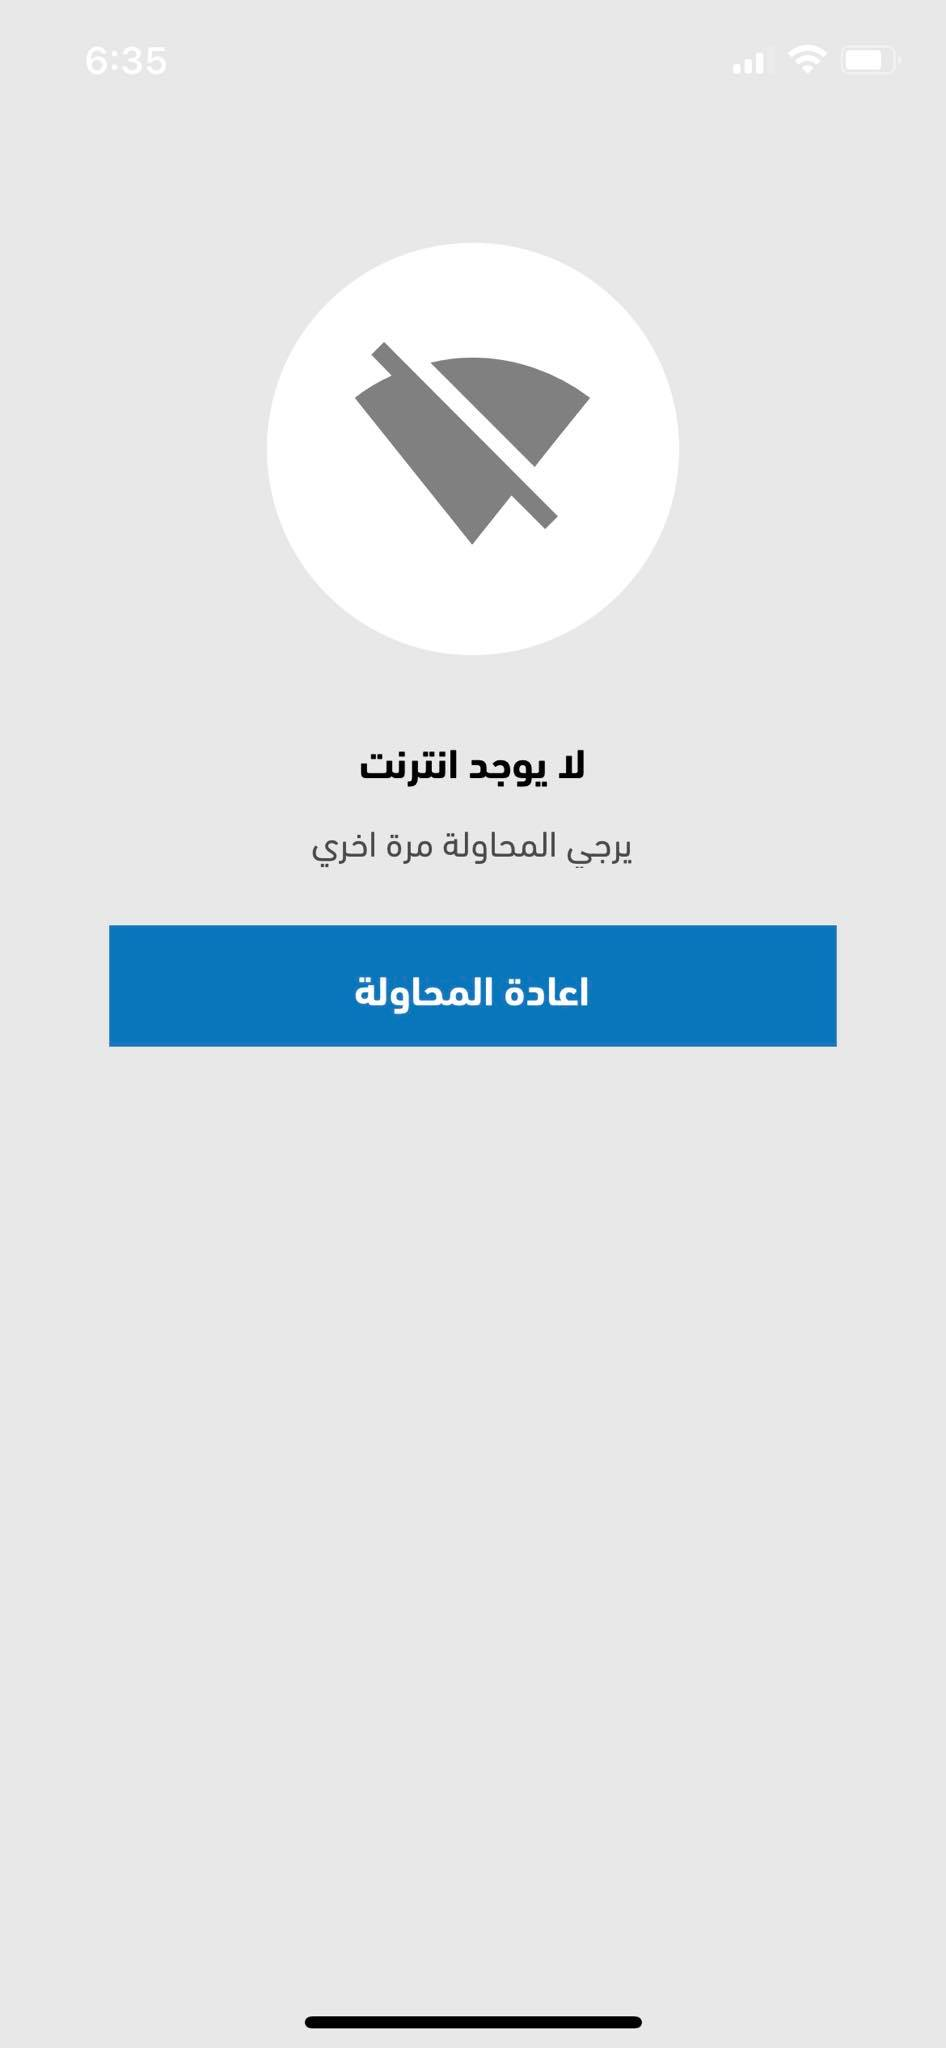 6:35
لا يوجد انترنت
يرجي المحاولة مرة اخري
اعادة المحاولة